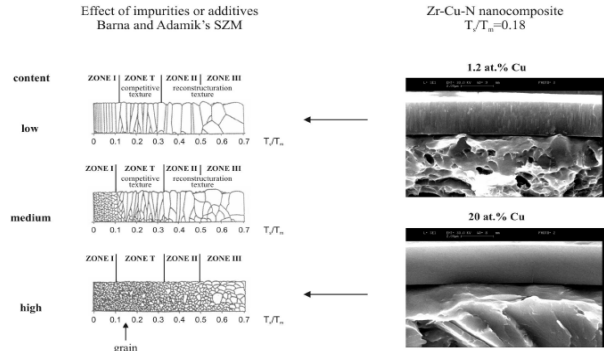 Effect of impurities or additives
Barna and Adamik's SZM
Zr-Cu-N nanocomposite
Ts/Tm=0.18
content
ZONE I ZONE T ZONE II ZONE III
competitive texture
reconstruturation texture
low
0 0.1 0.2 0.3 0.4 0.5 0.6 0.7 Ts/Tm
1.2 at.% Cu
ZONE I ZONE T ZONE II ZONE III
competitive texture
reconstruturation texture
medium
0 0.1 0.2 0.3 0.4 0.5 0.6 0.7 Ts/Tm
20 at.% Cu
ZONE I ZONE T ZONE II ZONE III
high
0 0.1 0.2 0.3 0.4 0.5 0.6 0.7 Ts/Tm
grain